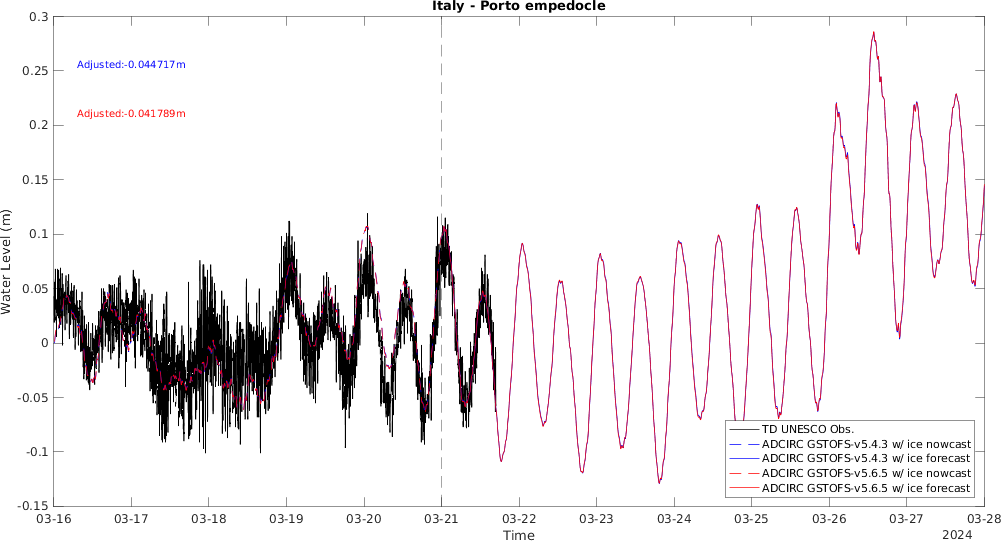 Italy - Porto empedocle
0.3
0.25
0.2
0.15
0.1
0.05
0
-0.05
-0.1
-0.15
Water Level (m)
Adjusted:-0.044717m
Adjusted:-0.041789m
TD UNESCO Obs.
ADCIRC GSTOFS-v5.4.3 w/ ice nowcast
ADCIRC GSTOFS-v5.4.3 w/ ice forecast
ADCIRC GSTOFS-v5.6.5 w/ ice nowcast
ADCIRC GSTOFS-v5.6.5 w/ ice forecast
03-16 03-17 03-18 03-19 03-20 03-21 03-22 03-23 03-24 03-25 03-26 03-27 03-28
Time
2024